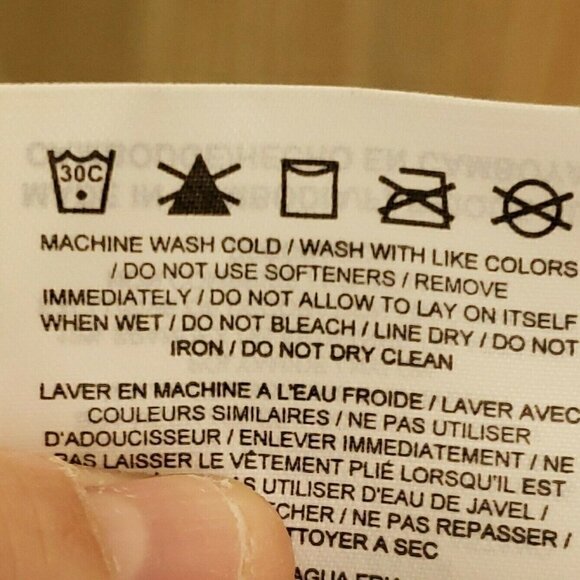 30C
MACHINE WASH COLD / WASH WITH LIKE COLORS
/ DO NOT USE SOFTENERS / REMOVE
IMMEDIATELY / DO NOT ALLOW TO LAY ON ITSELF
WHEN WET / DO NOT BLEACH / LINE DRY / DO NOT
IRON / DO NOT DRY CLEAN
LAVER EN MACHINE A L'EAU FROIDE / LAVER AVEC
COULEURS SIMILAIRES / NE PAS UTILISER
D'ADOUCISSEUR / ENLEVER IMMEDIATEMENT / NE
PAS LAISSER LE VÊTEMENT PLIÉ LORSQU'IL EST
UTILISER D'EAU DE JAVEL /
CHER / NE PAS REPASSER /
TTOYER A SEC